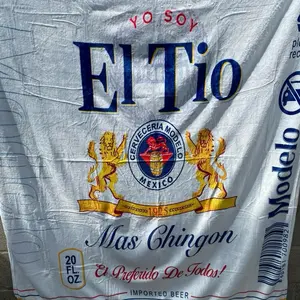 YO SOY
El Tio
CERVECERIA MODELO
MEXICO
Mas Chingon
El Preferido De Todos!
20
FL
OZ
IMPORTED BEER
Modelo